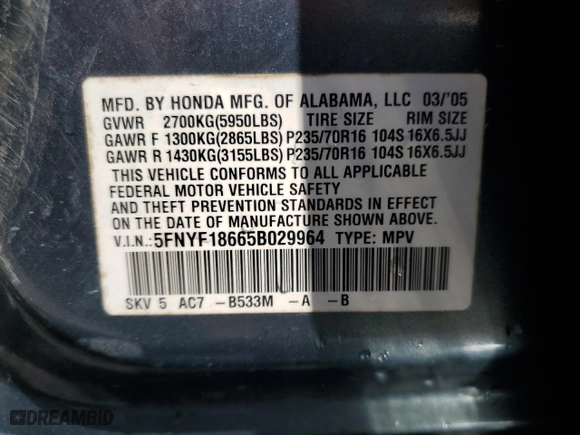 MFD. BY HONDA MFG. OF ALABAMA, LLC 03/'05
GVWR 2700KG(5950LBS) TIRE SIZE RIM SIZE
GAWR F 1300KG(2865LBS) P235/70R16 104S 16X6.5JJ
GAWR R 1430KG(3155LBS) P235/70R16 104S 16X6.5JJ
THIS VEHICLE CONFORMS TO ALL APPLICABLE
FEDERAL MOTOR VEHICLE SAFETY
AND THEFT PREVENTION STANDARDS IN EFFECT
ON THE DATE OF MANUFACTURE SHOWN ABOVE.
V.I.N.: 5FNYF18665B029964 TYPE: MPV
SKV 5 AC7 -B533M -A -B
DREAMBID